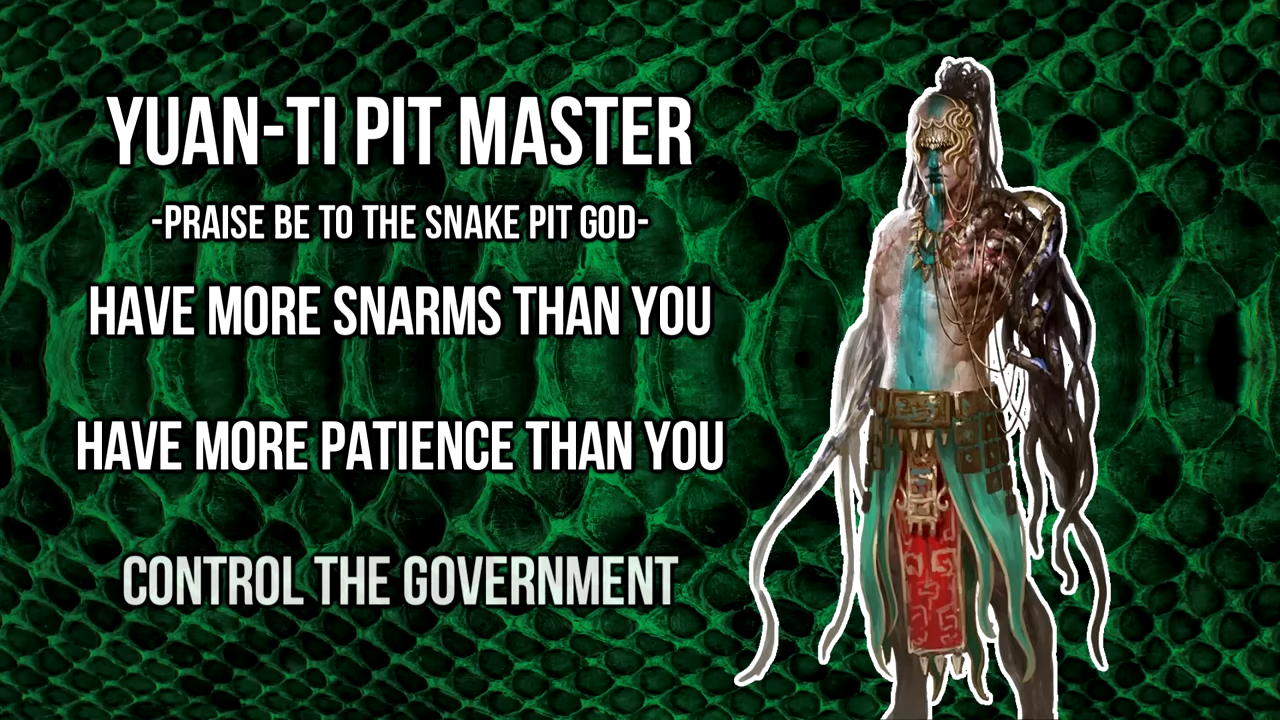 YUAN-TI PIT MASTER
-PRAISE BE TO THE SNAKE PIT GOD-
HAVE MORE SNARMS THAN YOU
HAVE MORE PATIENCE THAN YOU
CONTROL THE GOVERNMENT